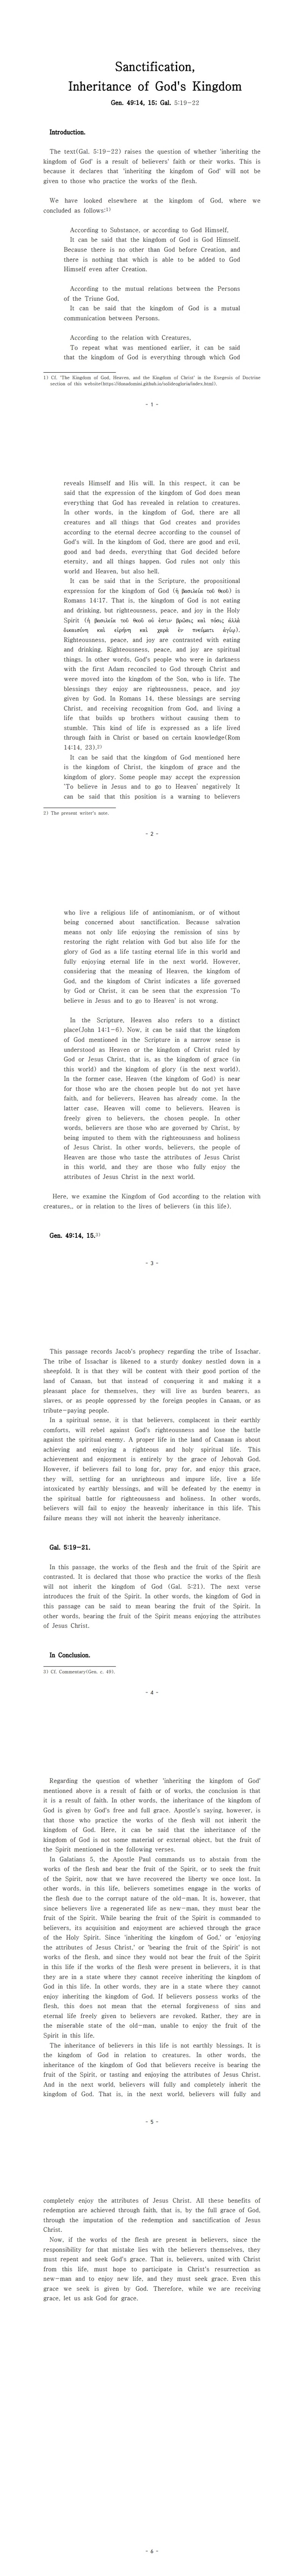 Sanctification,
Inheritance of God's Kingdom
Gen. 49:14, 15; Gal. 5:19-22
Introduction.
The text(Gal. 5:19-22) raises the question of whether 'inheriting the
kingdom of God' is a result of believers' faith or their works. This is
because it declares that 'inheriting the kingdom of God' will not be
given to those who practice the works of the flesh.
We have looked elsewhere at the kingdom of God, where we
concluded as follows:1)
According to Substance, or according to God Himself,
It can be said that the kingdom of God is God Himself.
Because there is no other than God before Creation, and
there is nothing that which is able to be added to God
Himself even after Creation.
According to the mutual relations between the Persons
of the Triune God,
It can be said that the kingdom of God is a mutual
communication between Persons.
According to the relation with Creatures,
To repeat what was mentioned earlier, it can be said
that the kingdom of God is everything through which God
1) Cf. 'The Kingdom of God, Heaven, and the Kingdom of Christ' in the Exegesis of Doctrine
section of this website(https://donadomini.github.io/solideogloria/index.html).
- 1 -
reveals Himself and His will. In this respect, it can be
said that the expression of the kingdom of God does mean
everything that God has revealed in relation to creatures.
In other words, in the kingdom of God, there are all
creatures and all things that God creates and provides
according to the eternal decree according to the counsel of
God's will. In the kingdom of God, there are good and evil,
good and bad deeds, everything that God decided before
eternity, and all things happen. God rules not only this
world and Heaven, but also hell.
It can be said that in the Scripture, the propositional
expression for the kingdom of God (ἡ βασιλεία τοῦ θεοῦ) is
Romans 14:17. That is, the kingdom of God is not eating
and drinking, but righteousness, peace, and joy in the Holy
Spirit (ἡ βασιλεία τοῦ θεοῦ οὐ ἐστιν βρῶσις καὶ πόσις ἀλλὰ
δικαιοσύνη καὶ εἰρήνη καὶ χαρὰ ἐν πνεύματι ἁγίῳ).
Righteousness, peace, and joy are contrasted with eating
and drinking. Righteousness, peace, and joy are spiritual
things. In other words, God's people who were in darkness
with the first Adam reconciled to God through Christ and
were moved into the kingdom of the Son, who is life. The
blessings they enjoy are righteousness, peace, and joy
given by God. In Romans 14, these blessings are serving
Christ, and receiving recognition from God, and living a
life that builds up brothers without causing them to
stumble. This kind of life is expressed as a life lived
through faith in Christ or based on certain knowledge(Rom
14:14, 23).2)
It can be said that the kingdom of God mentioned here
is the kingdom of Christ, the kingdom of grace and the
kingdom of glory. Some people may accept the expression
'To believe in Jesus and to go to Heaven' negatively It
can be said that this position is a warning to believers
2) The present writer's note.
- 2 -
who live a religious life of antinomianism, or of without
being concerned about sanctification. Because salvation
means not only life enjoying the remission of sins by
restoring the right relation with God but also life for the
glory of God as a life tasting eternal life in this world and
fully enjoying eternal life in the next world. However,
considering that the meaning of Heaven, the kingdom of
God, and the kingdom of Christ indicates a life governed
by God or Christ, it can be seen that the expression 'To
believe in Jesus and to go to Heaven' is not wrong.
In the Scripture, Heaven also refers to a distinct
place(John 14:1-6). Now, it can be said that the kingdom
of God mentioned in the Scripture in a narrow sense is
understood as Heaven or the kingdom of Christ ruled by
God or Jesus Christ, that is, as the kingdom of grace (in
this world) and the kingdom of glory (in the next world).
In the former case, Heaven (the kingdom of God) is near
for those who are the chosen people but do not yet have
faith, and for believers, Heaven has already come. In the
latter case, Heaven will come to believers. Heaven is
freely given to believers, the chosen people. In other
words, believers are those who are governed by Christ, by
being imputed to them with the righteousness and holiness
of Jesus Christ. In other words, believers, the people of
Heaven are those who taste the attributes of Jesus Christ
in this world, and they are those who fully enjoy the
attributes of Jesus Christ in the next world.
Here, we examine the Kingdom of God according to the relation with
creatures,, or in relation to the lives of believers (in this life).
Gen. 49:14, 15.3)
- 3 -
This passage records Jacob's prophecy regarding the tribe of Issachar.
The tribe of Issachar is likened to a sturdy donkey nestled down in a
sheepfold. It is that they will be content with their good portion of the
land of Canaan, but that instead of conquering it and making it a
pleasant place for themselves, they will live as burden bearers, as
slaves, or as people oppressed by the foreign peoples in Canaan, or as
tribute-paying people.
In a spiritual sense, it is that believers, complacent in their earthly
comforts, will rebel against God's righteousness and lose the battle
against the spiritual enemy. A proper life in the land of Canaan is about
achieving and enjoying a righteous and holy spiritual life. This
achievement and enjoyment is entirely by the grace of Jehovah God.
However, if believers fail to long for, pray for, and enjoy this grace,
they will, settling for an unrighteous and impure life, live a life
intoxicated by earthly blessings, and will be defeated by the enemy in
the spiritual battle for righteousness and holiness. In other words,
believers will fail to enjoy the heavenly inheritance in this life. This
failure means they will not inherit the heavenly inheritance.
Gal. 5:19-21.
In this passage, the works of the flesh and the fruit of the Spirit are
contrasted. It is declared that those who practice the works of the flesh
will not inherit the kingdom of God (Gal. 5:21). The next verse
introduces the fruit of the Spirit. In other words, the kingdom of God in
this passage can be said to mean bearing the fruit of the Spirit. In
other words, bearing the fruit of the Spirit means enjoying the attributes
of Jesus Christ.
In Conclusion.
3) Cf. Commentary(Gen. c. 49).
- 4 -
Regarding the question of whether 'inheriting the kingdom of God'
mentioned above is a result of faith or of works, the conclusion is that
it is a result of faith. In other words, the inheritance of the kingdom of
God is given by God's free and full grace. Apostle's saying, however, is
that those who practice the works of the flesh will not inherit the
kingdom of God. Here, it can be said that the inheritance of the
kingdom of God is not some material or external object, but the fruit of
the Spirit mentioned in the following verses.
In Galatians 5, the Apostle Paul commands us to abstain from the
works of the flesh and bear the fruit of the Spirit, or to seek the fruit
of the Spirit, now that we have recovered the liberty we once lost. In
other words, in this life, believers sometimes engage in the works of
the flesh due to the corrupt nature of the old-man. It is, however, that
since believers live a regenerated life as new-man, they must bear the
fruit of the Spirit. While bearing the fruit of the Spirit is commanded to
believers, its acquisition and enjoyment are achieved through the grace
of the Holy Spirit. Since 'inheriting the kingdom of God,' or 'enjoying
the attributes of Jesus Christ,' or 'bearing the fruit of the Spirit' is not
works of the flesh, and since they would not bear the fruit of the Spirit
in this life if the works of the flesh were present in believers, it is that
they are in a state where they cannot receive inheriting the kingdom of
God in this life. In other words, they are in a state where they cannot
enjoy inheriting the kingdom of God. If believers possess works of the
flesh, this does not mean that the eternal forgiveness of sins and
eternal life freely given to believers are revoked. Rather, they are in
the miserable state of the old-man, unable to enjoy the fruit of the
Spirit in this life.
The inheritance of believers in this life is not earthly blessings. It is
the kingdom of God in relation to creatures. In other words, the
inheritance of the kingdom of God that believers receive is bearing the
fruit of the Spirit, or tasting and enjoying the attributes of Jesus Christ.
And in the next world, believers will fully and completely inherit the
kingdom of God. That is, in the next world, believers will fully and
- 5 -
completely enjoy the attributes of Jesus Christ. All these benefits of
redemption are achieved through faith, that is, by the full grace of God,
through the imputation of the redemption and sanctification of Jesus
Christ.
Now, if the works of the flesh are present in believers, since the
responsibility for that mistake lies with the believers themselves, they
must repent and seek God's grace. That is, believers, united with Christ
from this life, must hope to participate in Christ's resurrection as
new-man and to enjoy new life, and they must seek grace. Even this
grace we seek is given by God. Therefore, while we are receiving
grace, let us ask God for grace.
- 6 -